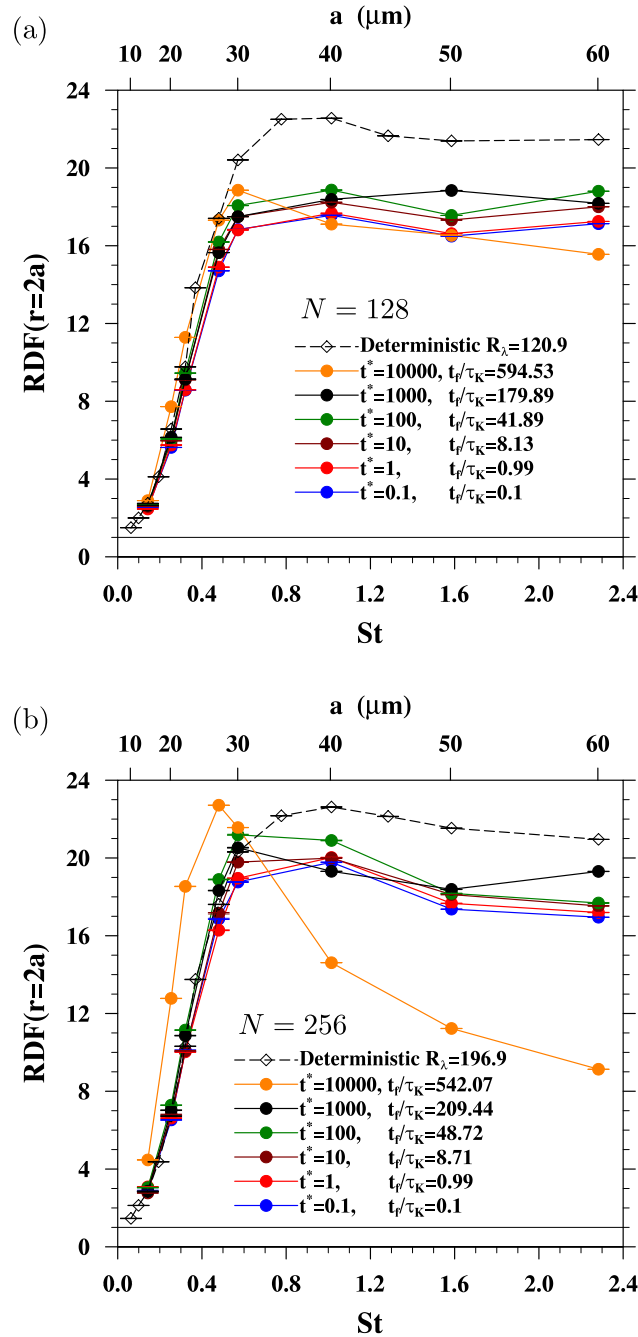 (a)
a (μm)
10 20 30 40 50 60
24
20
16
12
8
4
0
RDF(r=2a)
N = 128
Deterministic R_λ=120.9
t*=10000, t_f/τ_K=594.53
t*=1000, t_f/τ_K=179.89
t*=100, t_f/τ_K=41.89
t*=10, t_f/τ_K=8.13
t*=1, t_f/τ_K=0.99
t*=0.1, t_f/τ_K=0.1
0.0 0.4 0.8 1.2 1.6 2.0 2.4
St
(b)
a (μm)
10 20 30 40 50 60
24
20
16
12
8
4
0
RDF(r=2a)
N = 256
Deterministic R_λ=196.9
t*=10000, t_f/τ_K=542.07
t*=1000, t_f/τ_K=209.44
t*=100, t_f/τ_K=48.72
t*=10, t_f/τ_K=8.71
t*=1, t_f/τ_K=0.99
t*=0.1, t_f/τ_K=0.1
0.0 0.4 0.8 1.2 1.6 2.0 2.4
St